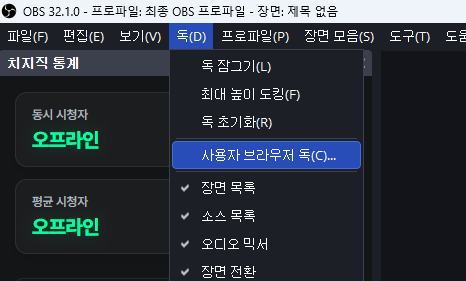 OBS 32.1.0 - 프로파일: 최종 OBS 프로파일 - 장면: 제목 없음
파일(F) 편집(E) 보기(V) 독(D) 프로파일(P) 장면 모음(S) 도구(T) 도움
치지직 통계
동시 시청자
오프라인
평균 시청자
오프라인
독 잠그기(L)
최대 높이 도킹(F)
독 초기화(R)
사용자 브라우저 독(C)...
장면 목록
소스 목록
오디오 믹서
장면 전환